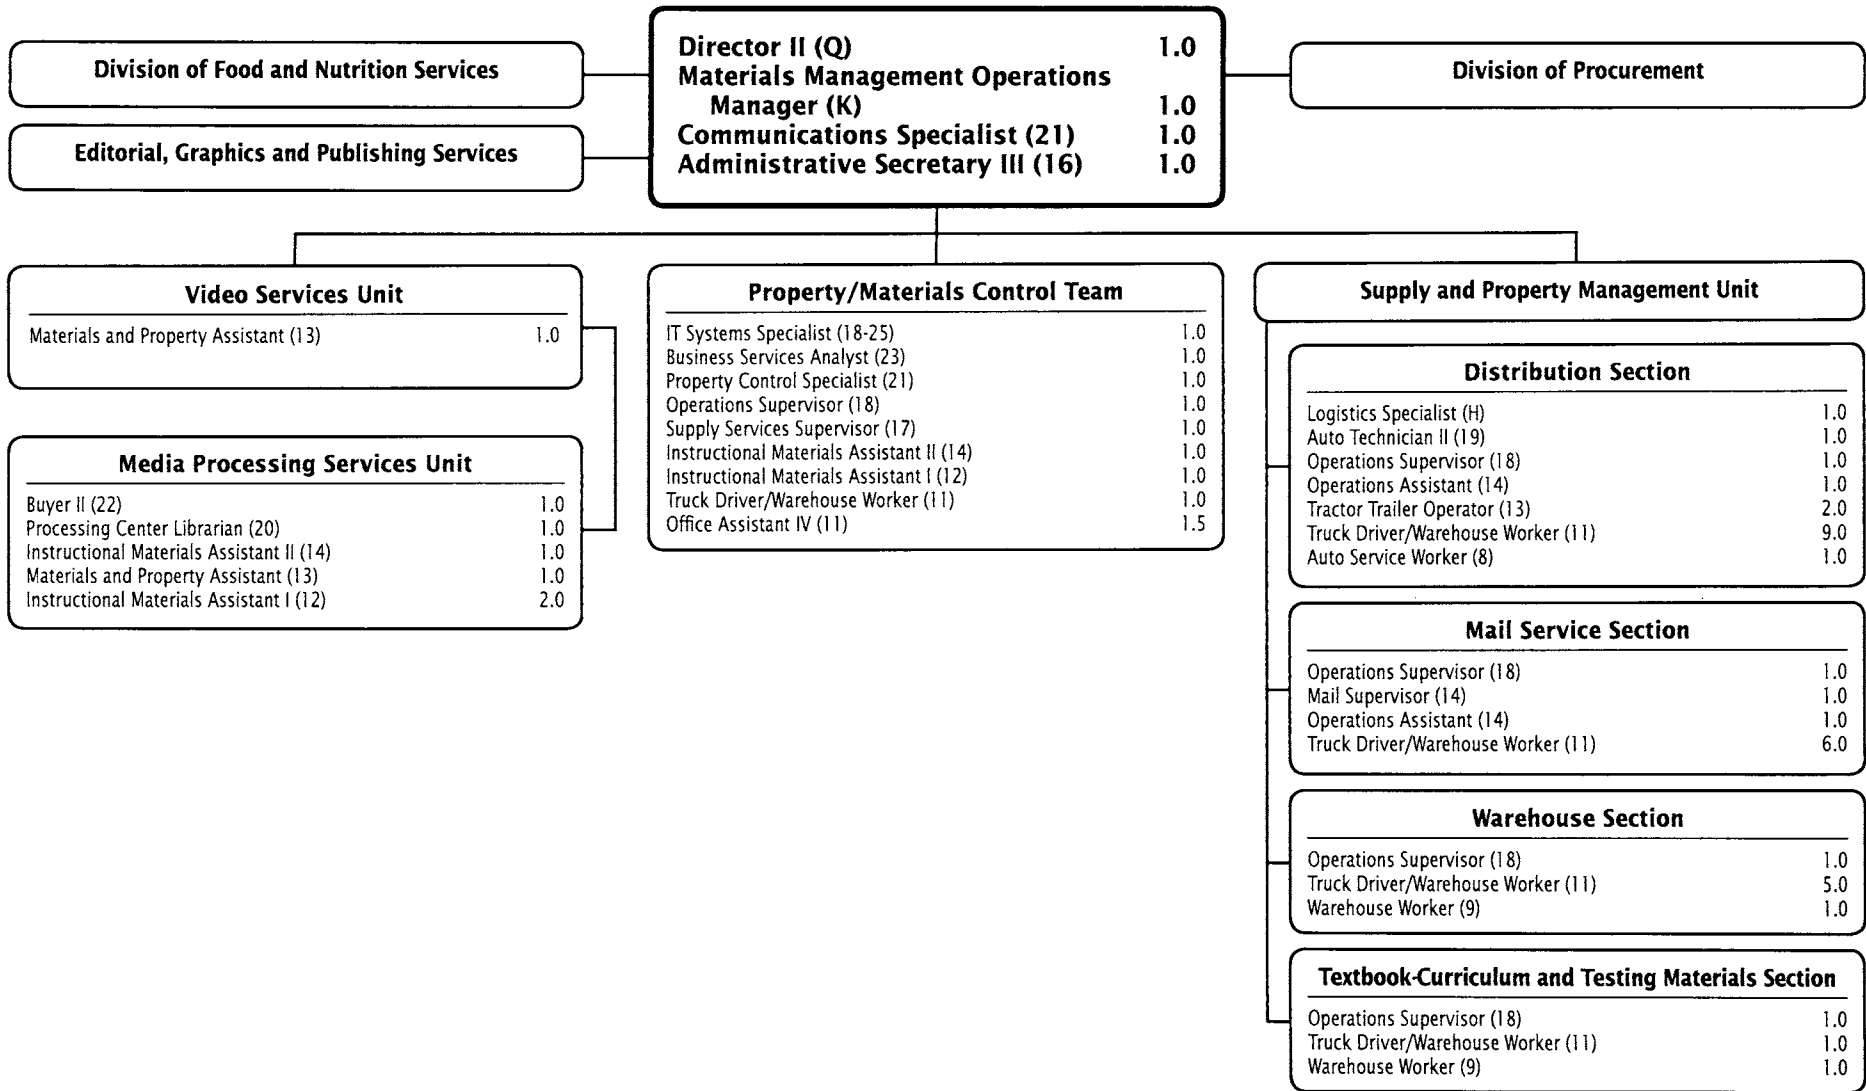 Division of Food and Nutrition Services
Editorial, Graphics and Publishing Services
Director II (Q) 1.0
Materials Management Operations
Manager (K) 1.0
Communications Specialist (21) 1.0
Administrative Secretary III (16) 1.0
Division of Procurement
Video Services Unit
Materials and Property Assistant (13) 1.0
Media Processing Services Unit
Buyer II (22) 1.0
Processing Center Librarian (20) 1.0
Instructional Materials Assistant II (14) 1.0
Materials and Property Assistant (13) 1.0
Instructional Materials Assistant I (12) 2.0
Property/Materials Control Team
IT Systems Specialist (18-25) 1.0
Business Services Analyst (23) 1.0
Property Control Specialist (21) 1.0
Operations Supervisor (18) 1.0
Supply Services Supervisor (17) 1.0
Instructional Materials Assistant II (14) 1.0
Instructional Materials Assistant I (12) 1.0
Truck Driver/Warehouse Worker (11) 1.0
Office Assistant IV (11) 1.5
Supply and Property Management Unit
Distribution Section
Logistics Specialist (H) 1.0
Auto Technician II (19) 1.0
Operations Supervisor (18) 1.0
Operations Assistant (14) 1.0
Tractor Trailer Operator (13) 2.0
Truck Driver/Warehouse Worker (11) 9.0
Auto Service Worker (8) 1.0
Mail Service Section
Operations Supervisor (18) 1.0
Mail Supervisor (14) 1.0
Operations Assistant (14) 1.0
Truck Driver/Warehouse Worker (11) 6.0
Warehouse Section
Operations Supervisor (18) 1.0
Truck Driver/Warehouse Worker (11) 5.0
Warehouse Worker (9) 1.0
Textbook-Curriculum and Testing Materials Section
Operations Supervisor (18) 1.0
Truck Driver/Warehouse Worker (11) 1.0
Warehouse Worker (9) 1.0